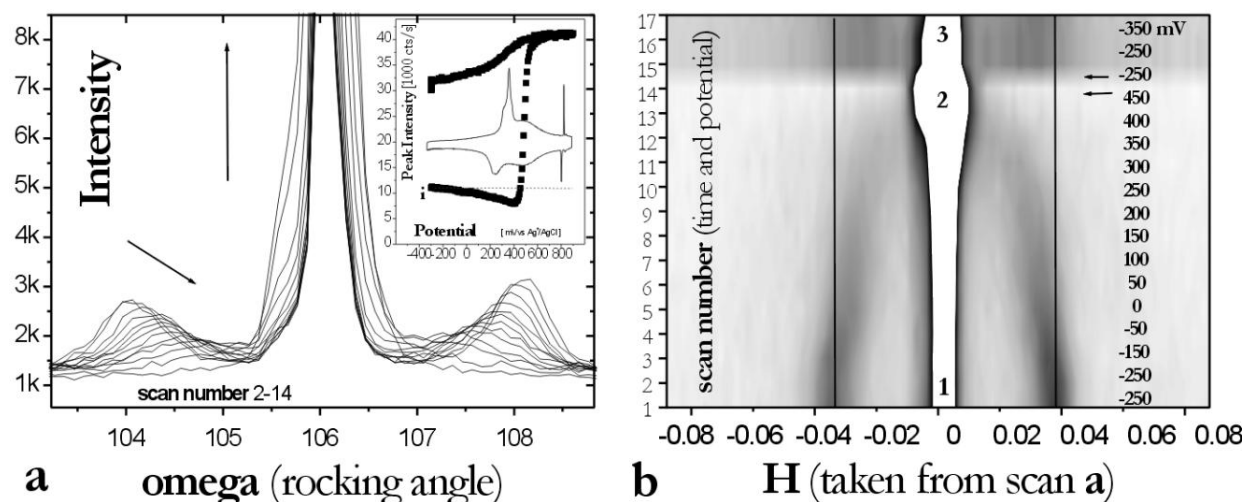 8k
7k
6k
5k
4k
3k
2k
1k
Intensity
scan number 2-14
104
105
106
107
108
a omega (rocking angle)
45
40
35
30
25
20
15
10
5
0
Peak Intensity [1000 cts/s]
i
Potential [ mV vs Ag/AgCl]
-400 0 200 400 600 800
17
16
15
14
13
12
11
10
9
8
7
6
5
4
3
2
1
scan number (time and potential)
3
2
1
-350 mV
-250
-250
450
400
350
300
250
200
150
100
50
0
-50
-150
-250
-250
-0.08 -0.06 -0.04 -0.02 0 0.02 0.04 0.06 0.08
b H (taken from scan a)